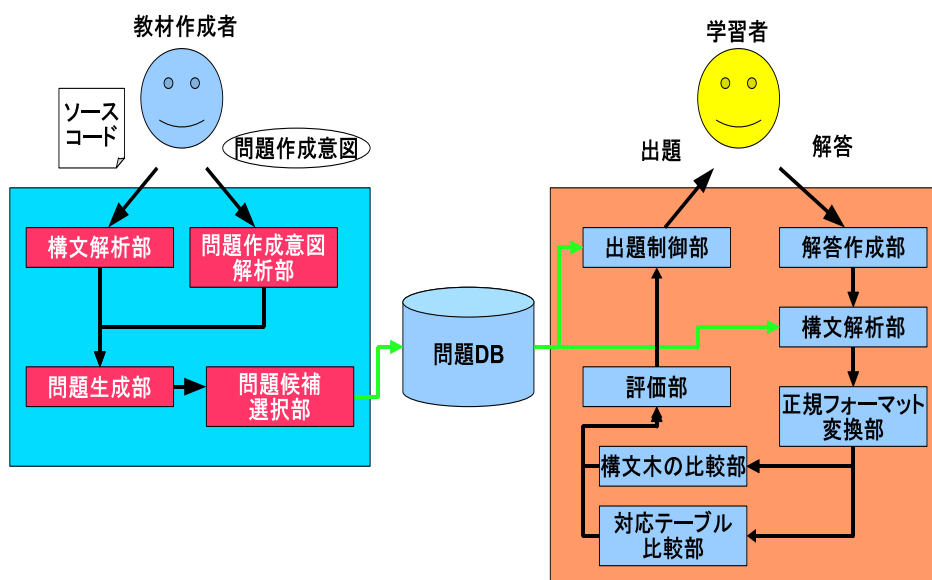 教材作成者
ソース
コード
問題作成意図
構文解析部
問題作成意図
解析部
問題生成部
問題候補
選択部
問題DB
学習者
出題
解答
出題制御部
解答作成部
構文解析部
評価部
正規フォーマット
変換部
構文木の比較部
対応テーブル
比較部